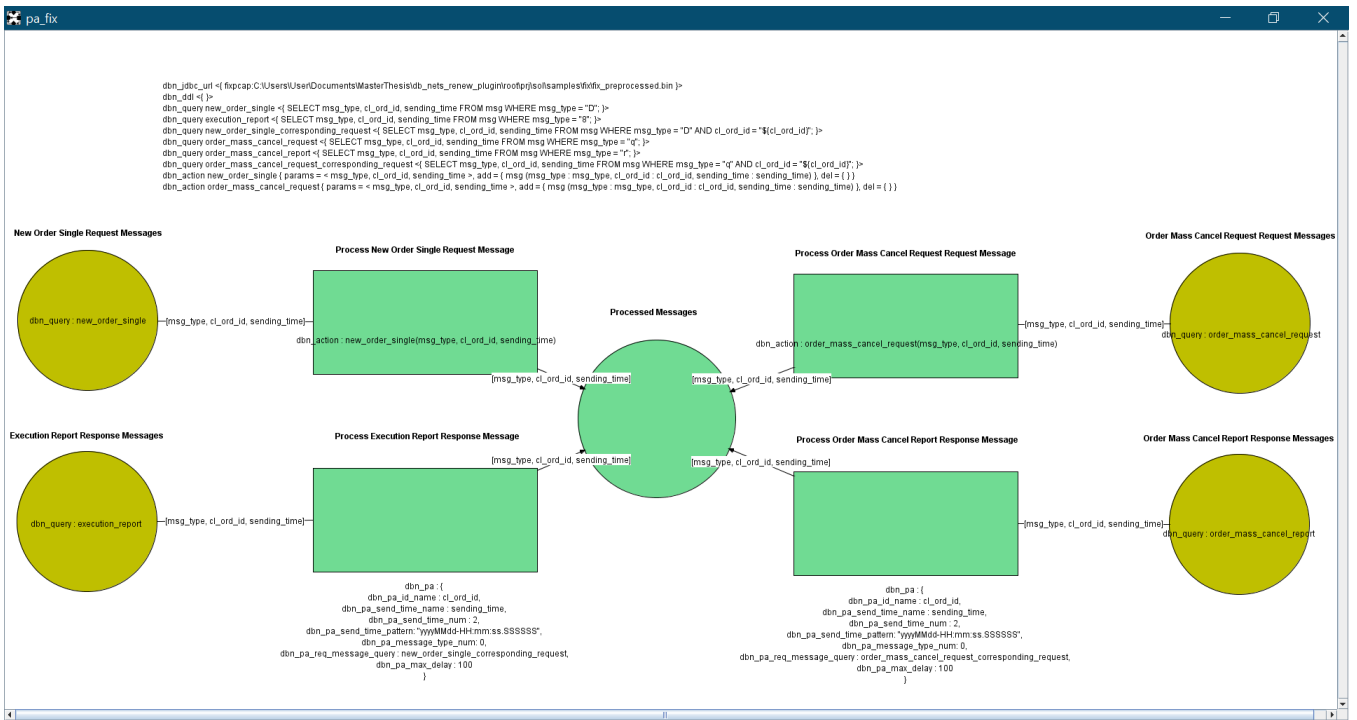 pa_fix
dbn_jdbc_url <{ fixpcap:C:\Users\User\Documents\MasterThesis\db_nets_renew_plugin\root\prj\sol\samples\fix\fix_preprocessed.bin }>
dbn_ddl <{ }>
dbn_query new_order_single <{ SELECT msg_type, cl_ord_id, sending_time FROM msg WHERE msg_type = "D"; }>
dbn_query execution_report <{ SELECT msg_type, cl_ord_id, sending_time FROM msg WHERE msg_type = "8"; }>
dbn_query new_order_single_corresponding_request <{ SELECT msg_type, cl_ord_id, sending_time FROM msg WHERE msg_type = "D" AND cl_ord_id = "${cl_ord_id}"; }>
dbn_query order_mass_cancel_request <{ SELECT msg_type, cl_ord_id, sending_time FROM msg WHERE msg_type = "q"; }>
dbn_query order_mass_cancel_report <{ SELECT msg_type, cl_ord_id, sending_time FROM msg WHERE msg_type = "r"; }>
dbn_query order_mass_cancel_request_corresponding_request <{ SELECT msg_type, cl_ord_id, sending_time FROM msg WHERE msg_type = "q" AND cl_ord_id = "${cl_ord_id}"; }>
dbn_action new_order_single { params = < msg_type, cl_ord_id, sending_time >, add = { msg (msg_type : msg_type, cl_ord_id : cl_ord_id, sending_time : sending_time) }, del = { } }
dbn_action order_mass_cancel_request { params = < msg_type, cl_ord_id, sending_time >, add = { msg (msg_type : msg_type, cl_ord_id : cl_ord_id, sending_time : sending_time) }, del = { } }
New Order Single Request Messages
Process New Order Single Request Message
Process Order Mass Cancel Request Request Message
Order Mass Cancel Request Request Messages
Processed Messages
dbn_query : new_order_single
[msg_type, cl_ord_id, sending_time]
dbn_action : new_order_single(msg_type, cl_ord_id, sending_time)
dbn_action : order_mass_cancel_request(msg_type, cl_ord_id, sending_time)
[msg_type, cl_ord_id, sending_time]
dbn_query : order_mass_cancel_request
[msg_type, cl_ord_id, sending_time]
[msg_type, cl_ord_id, sending_time]
Execution Report Response Messages
Process Execution Report Response Message
Process Order Mass Cancel Report Response Message
Order Mass Cancel Report Response Messages
[msg_type, cl_ord_id, sending_time]
[msg_type, cl_ord_id, sending_time]
dbn_query : execution_report
[msg_type, cl_ord_id, sending_time]
[msg_type, cl_ord_id, sending_time]
dbn_query : order_mass_cancel_report
dbn_pa : {
dbn_pa_id_name : cl_ord_id,
dbn_pa_send_time_name : sending_time,
dbn_pa_send_time_num : 2,
dbn_pa_send_time_pattern: "yyyyMMdd-HH:mm:ss.SSSSSS",
dbn_pa_message_type_num: 0,
dbn_pa_req_message_query : new_order_single_corresponding_request,
dbn_pa_max_delay : 100
}
dbn_pa : {
dbn_pa_id_name : cl_ord_id,
dbn_pa_send_time_name : sending_time,
dbn_pa_send_time_num : 2,
dbn_pa_send_time_pattern: "yyyyMMdd-HH:mm:ss.SSSSSS",
dbn_pa_message_type_num: 0,
dbn_pa_req_message_query : order_mass_cancel_request_corresponding_request,
dbn_pa_max_delay : 100
}